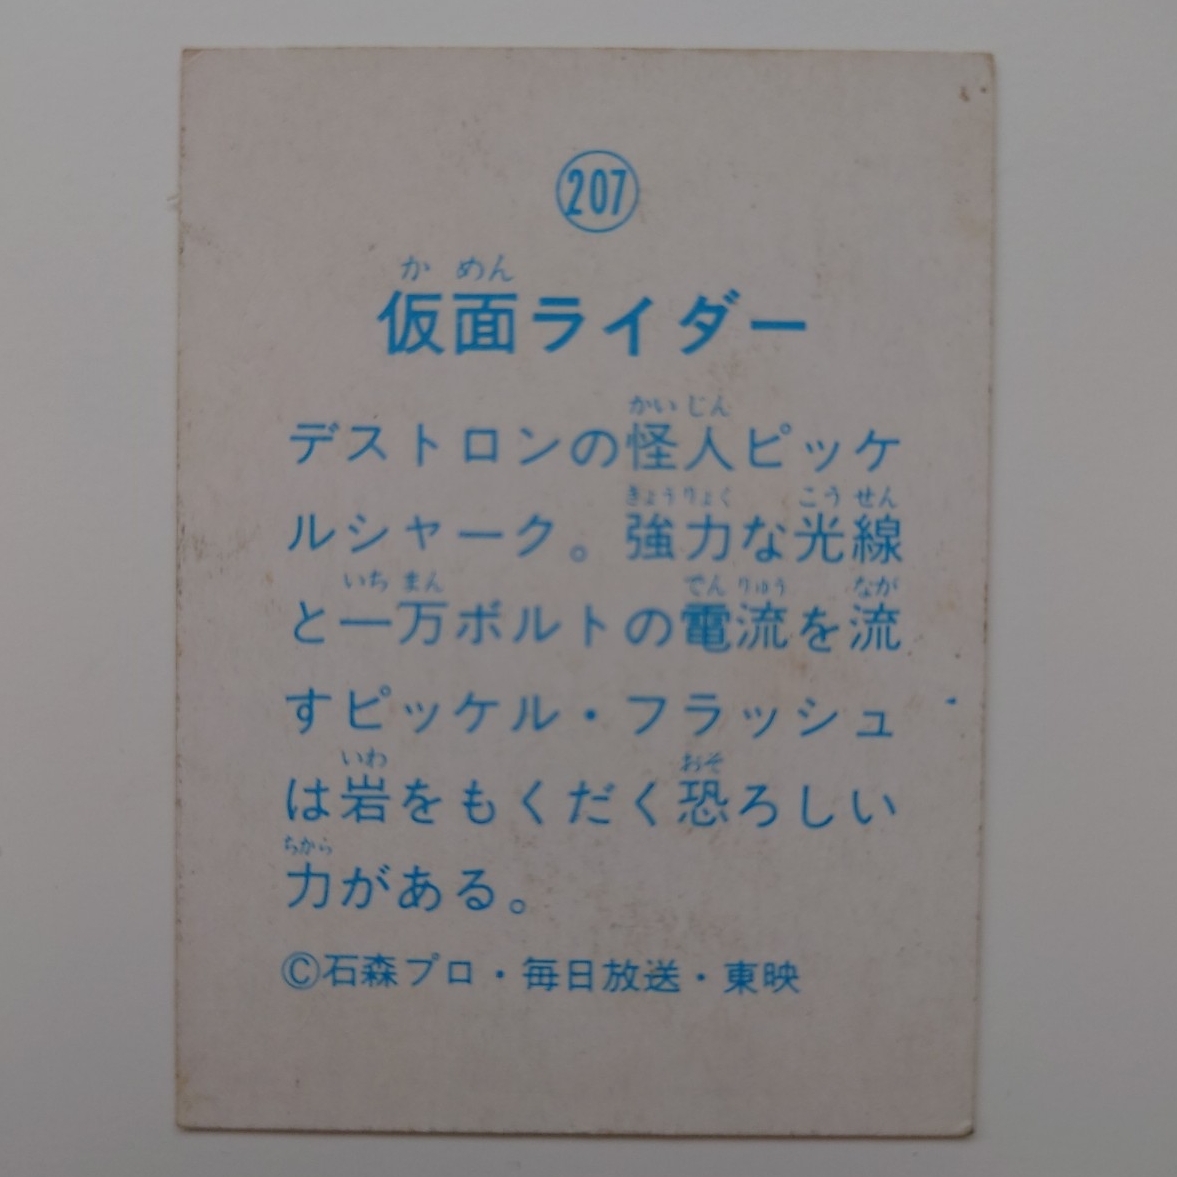 207
か めん
仮面ライダー
かい じん
デストロンの怪人ピッケ
きょうりょく こう せん
ルシャーク。強力な光線
いち まん でん りゅう なが
と一万ボルトの電流を流
すピッケル・フラッシュ
いわ おそ
は岩をもくだく恐ろしい
ちから
力がある。
©石森プロ・毎日放送・東映